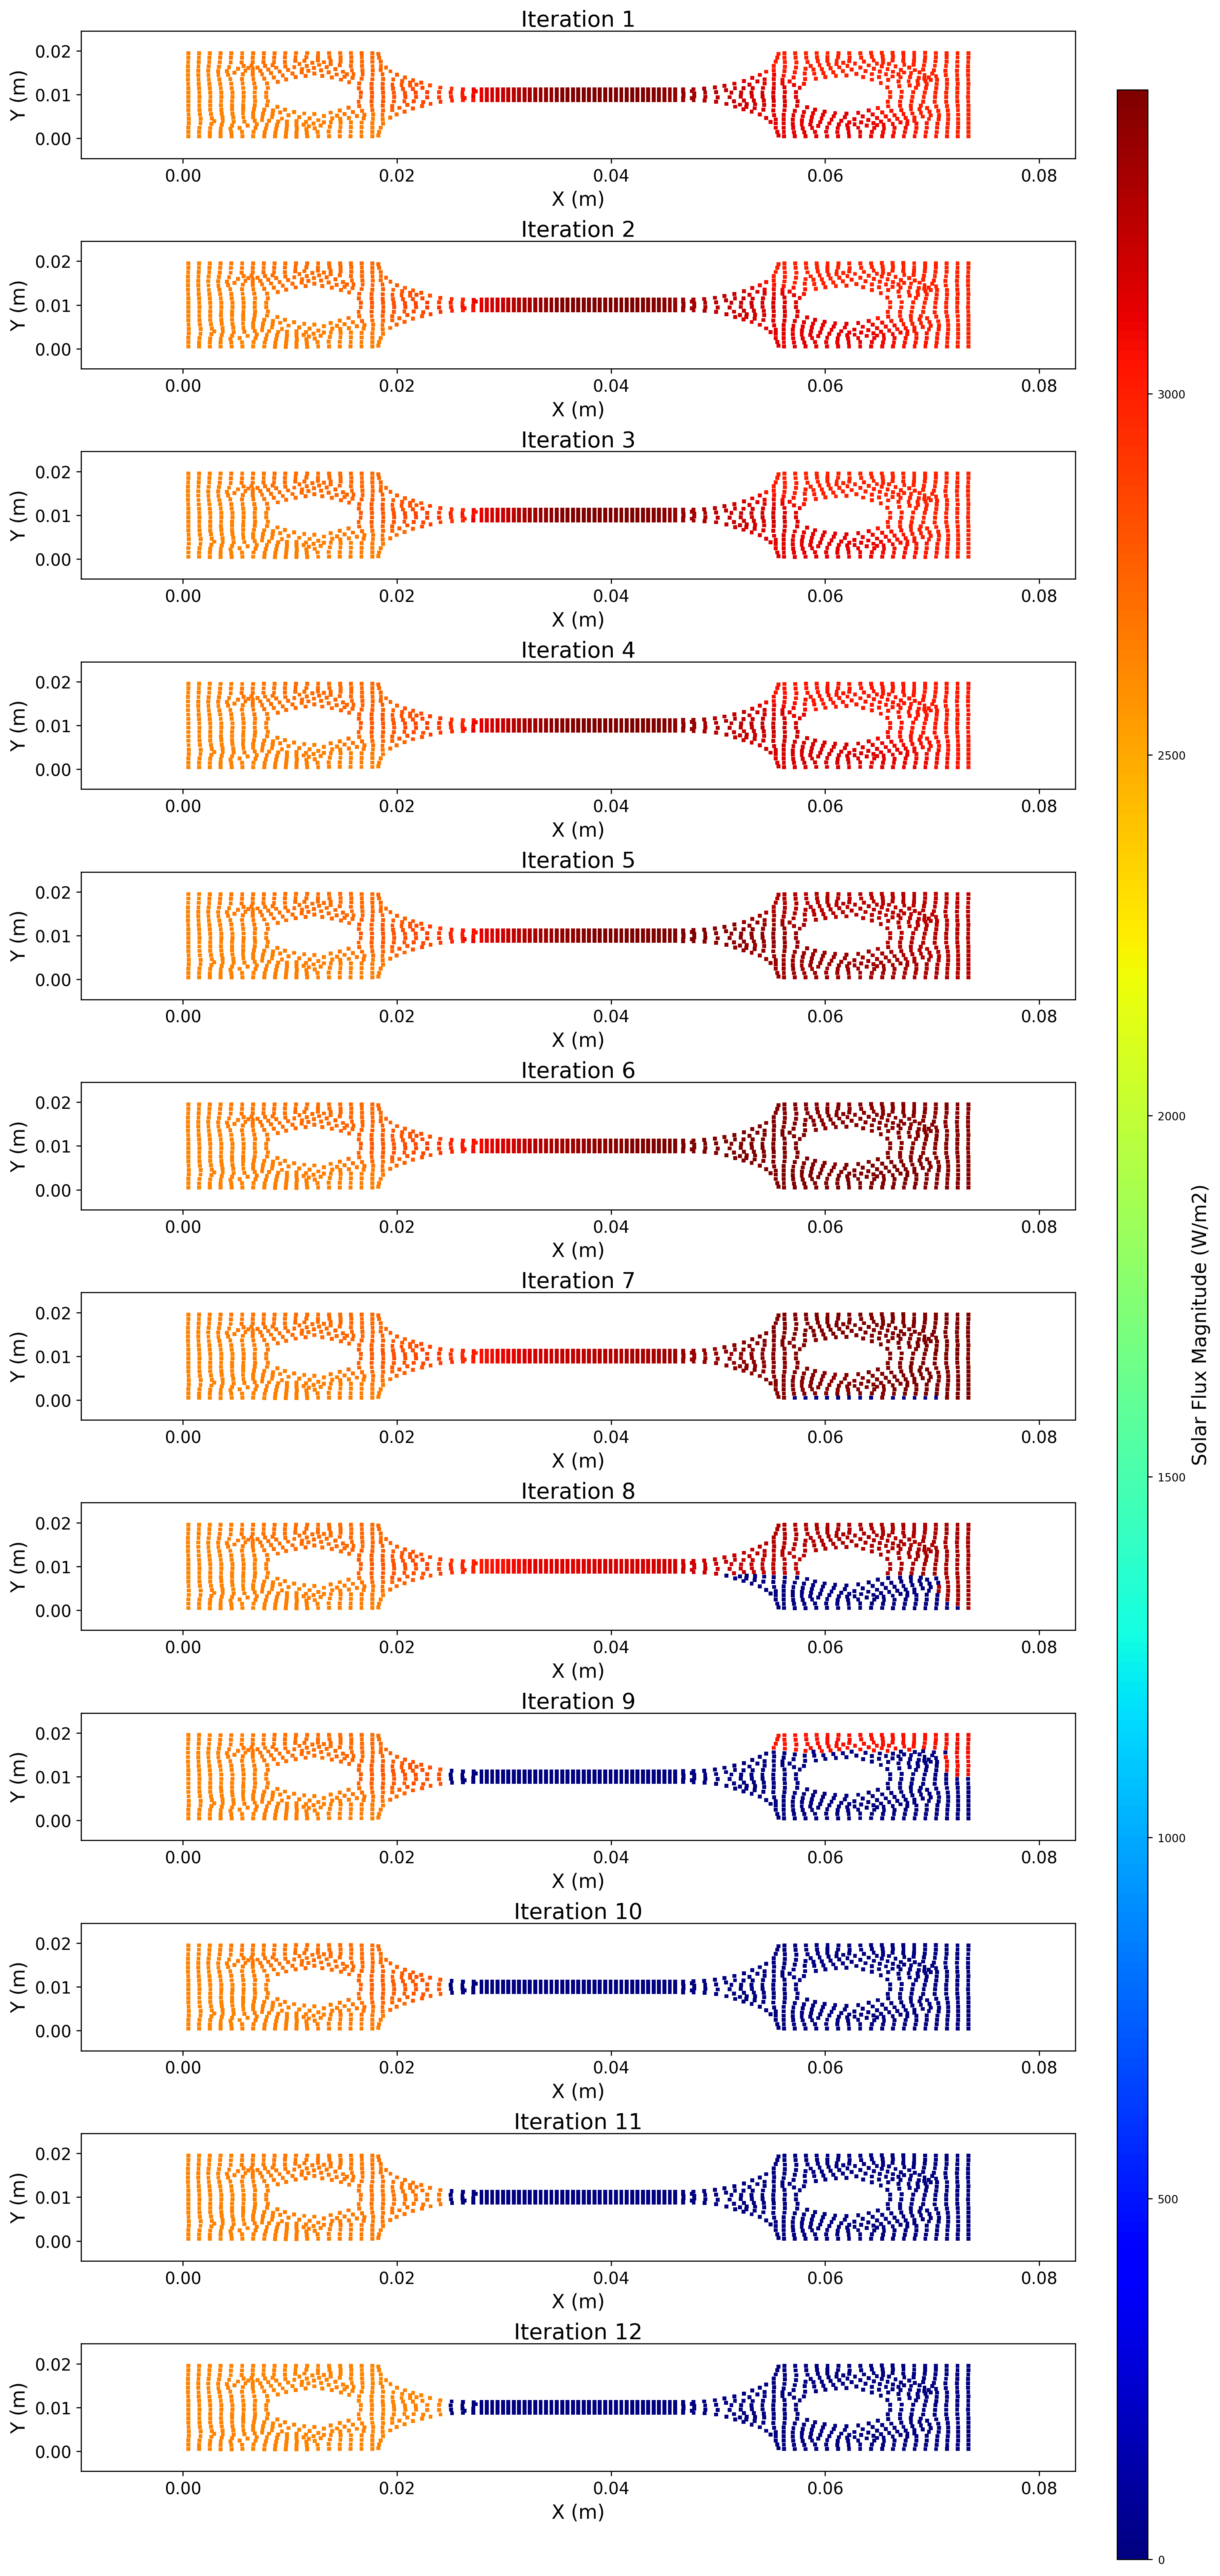 Iteration 1
Y (m)
0.02
0.01
0.00
0.00 0.02 0.04 0.06 0.08
X (m)
Iteration 2
Y (m)
0.02
0.01
0.00
0.00 0.02 0.04 0.06 0.08
X (m)
Iteration 3
Y (m)
0.02
0.01
0.00
0.00 0.02 0.04 0.06 0.08
X (m)
Iteration 4
Y (m)
0.02
0.01
0.00
0.00 0.02 0.04 0.06 0.08
X (m)
Iteration 5
Y (m)
0.02
0.01
0.00
0.00 0.02 0.04 0.06 0.08
X (m)
Iteration 6
Y (m)
0.02
0.01
0.00
0.00 0.02 0.04 0.06 0.08
X (m)
Iteration 7
Y (m)
0.02
0.01
0.00
0.00 0.02 0.04 0.06 0.08
X (m)
Iteration 8
Y (m)
0.02
0.01
0.00
0.00 0.02 0.04 0.06 0.08
X (m)
Iteration 9
Y (m)
0.02
0.01
0.00
0.00 0.02 0.04 0.06 0.08
X (m)
Iteration 10
Y (m)
0.02
0.01
0.00
0.00 0.02 0.04 0.06 0.08
X (m)
Iteration 11
Y (m)
0.02
0.01
0.00
0.00 0.02 0.04 0.06 0.08
X (m)
Iteration 12
Y (m)
0.02
0.01
0.00
0.00 0.02 0.04 0.06 0.08
X (m)
3000
2500
2000
1500
1000
500
0
Solar Flux Magnitude (W/m2)